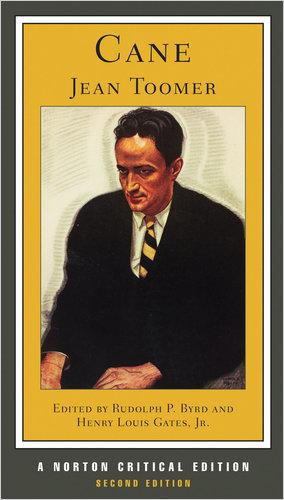 CANE
JEAN TOOMER
EDITED BY RUDOLPH P. BYRD AND
HENRY LOUIS GATES, JR.
A NORTON CRITICAL EDITION
SECOND EDITION